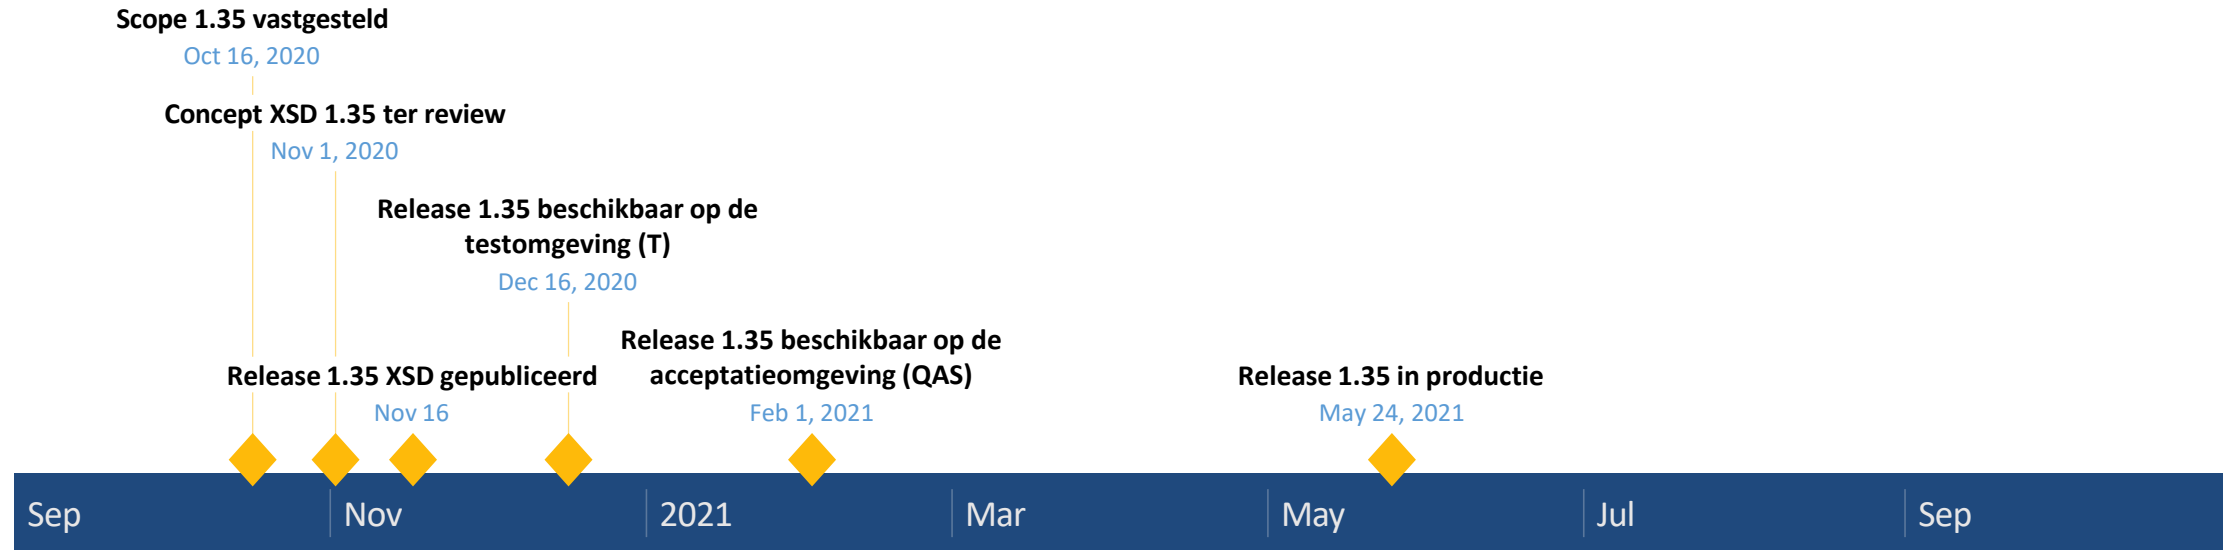 Scope 1.35 vastgesteld
Oct 16, 2020
Concept XSD 1.35 ter review
Nov 1, 2020
Release 1.35 beschikbaar op de
testomgeving (T)
Dec 16, 2020
Release 1.35 XSD gepubliceerd
Nov 16
Release 1.35 beschikbaar op de
acceptatieomgeving (QAS)
Feb 1, 2021
Release 1.35 in productie
May 24, 2021
Sep
Nov
2021
Mar
May
Jul
Sep